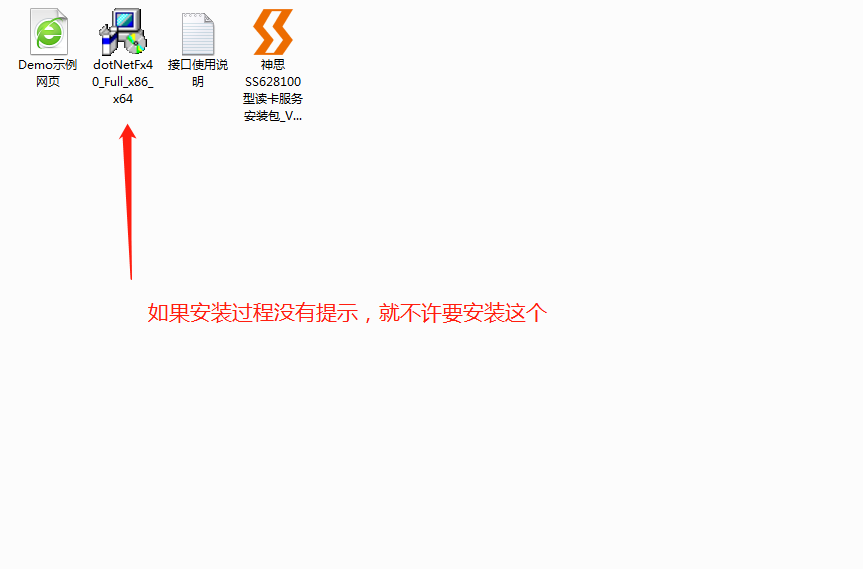 Demo示例
网页
dotNetFx4
0_Full_x86_
x64
接口使用说
明
神思
SS628100
型读卡服务
安装包_V...
如果安装过程没有提示，就不许要安装这个